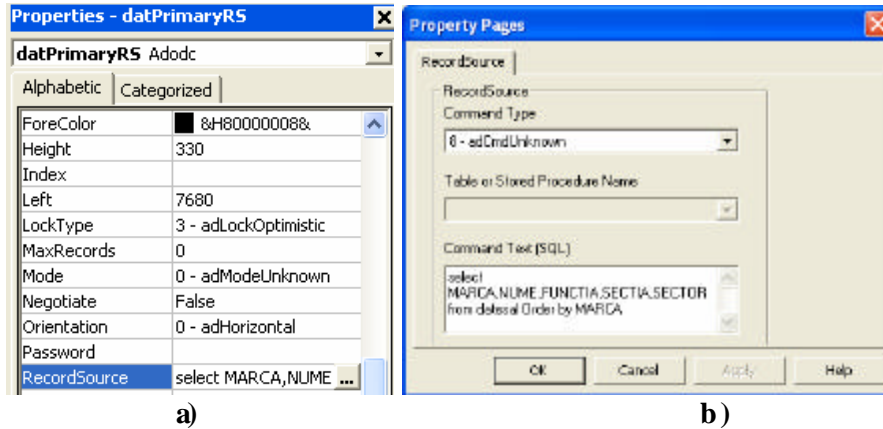 Properties - datPrimaryRS
datPrimaryRS Adodc
Alphabetic Categorized
ForeColor &H80000008&
Height 330
Index
Left 7680
LockType 3 - adLockOptimistic
MaxRecords 0
Mode 0 - adModeUnknown
Negotiate False
Orientation 0 - adHorizontal
Password
RecordSource select MARCA,NUME ...
a)
Property Pages
RecordSource
RecordSource
Command Type
8 - adCmdUnknown
Table or Stored Procedure Name
Command Text (SQL)
select
MARCA,NUME,FUNCTIA,SECTIA,SECTOR
from datesal Order by MARCA
OK Cancel Apply Help
b)